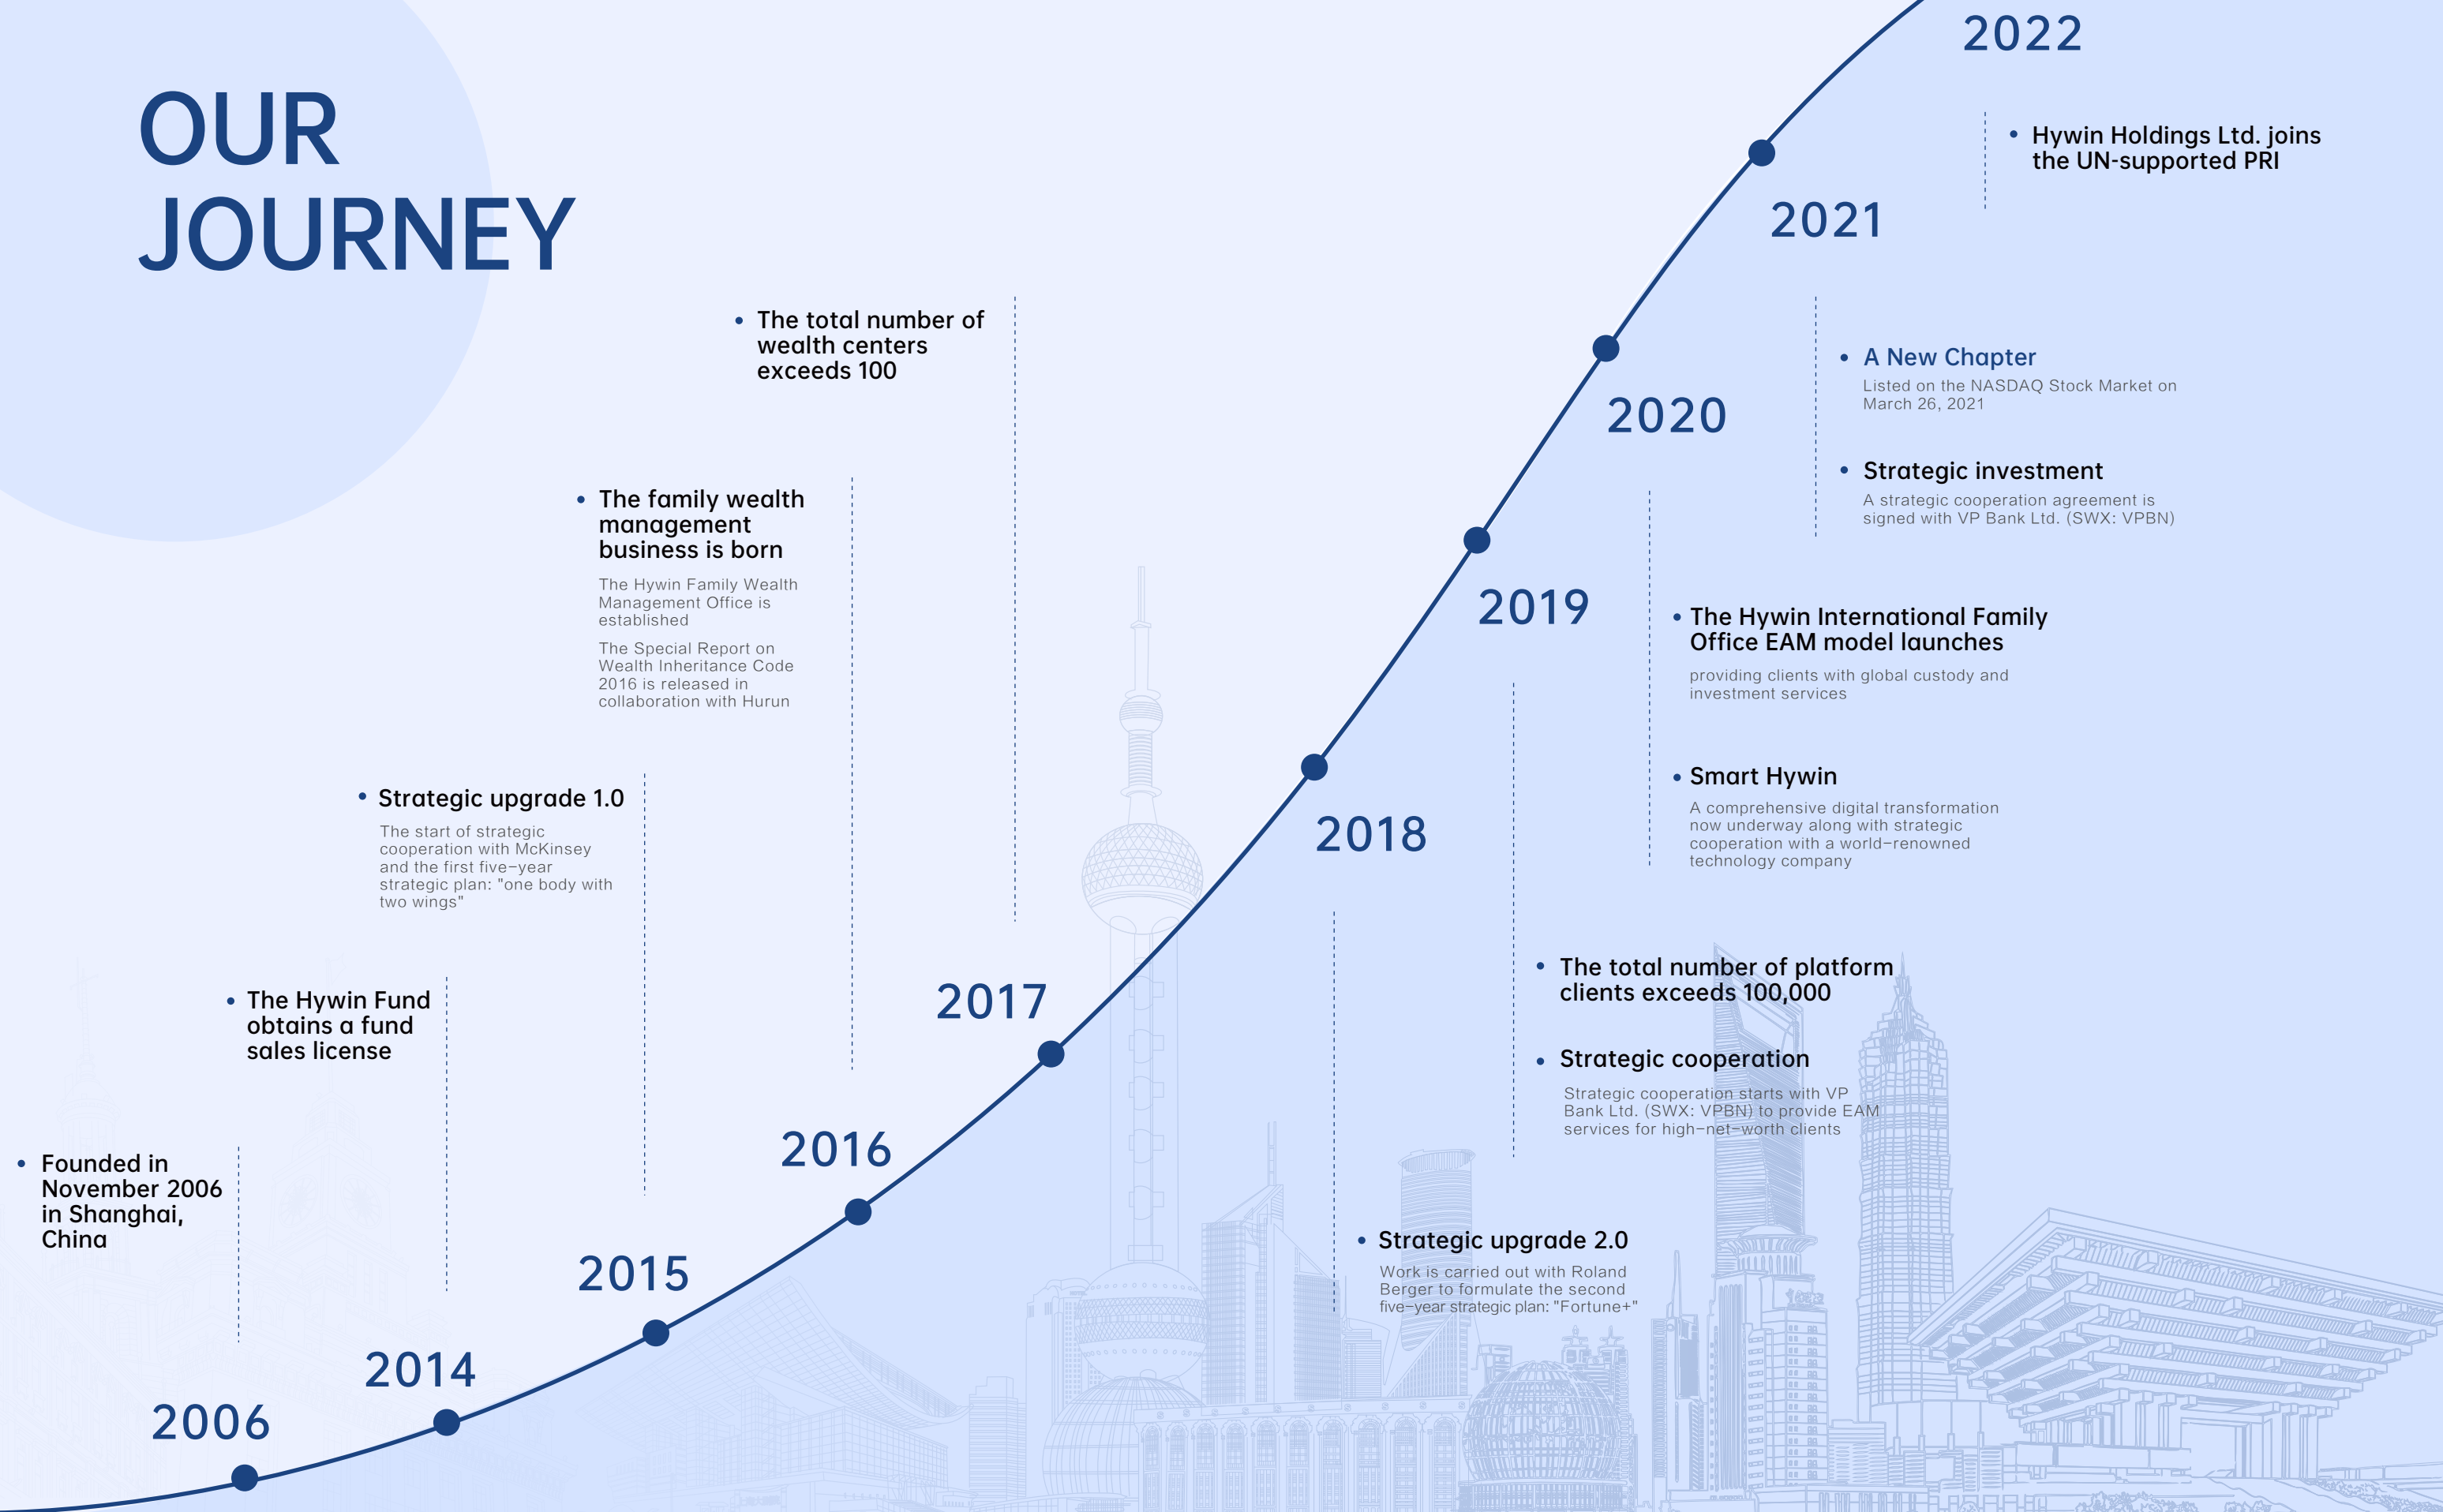 OUR
JOURNEY
2006
Founded in
November 2006
in Shanghai,
China
2014
The Hywin Fund
obtains a fund
sales license
2015
Strategic upgrade 1.0
The start of strategic
cooperation with McKinsey
and the first five-year
strategic plan: "one body with
two wings"
2016
The family wealth
management
business is born
The Hywin Family Wealth
Management Office is
established
The Special Report on
Wealth Inheritance Code
2016 is released in
collaboration with Hurun
2017
The total number of
wealth centers
exceeds 100
2018
Strategic upgrade 2.0
Work is carried out with Roland
Berger to formulate the second
five-year strategic plan: "Fortune+"
2019
The total number of platform
clients exceeds 100,000
Strategic cooperation
Strategic cooperation starts with VP
Bank Ltd. (SWX: VPBN) to provide EAM
services for high-net-worth clients
2020
The Hywin International Family
Office EAM model launches
providing clients with global custody and
investment services
Smart Hywin
A comprehensive digital transformation
now underway along with strategic
cooperation with a world-renowned
technology company
2021
A New Chapter
Listed on the NASDAQ Stock Market on
March 26, 2021
Strategic investment
A strategic cooperation agreement is
signed with VP Bank Ltd. (SWX: VPBN)
2022
Hywin Holdings Ltd. joins
the UN-supported PRI